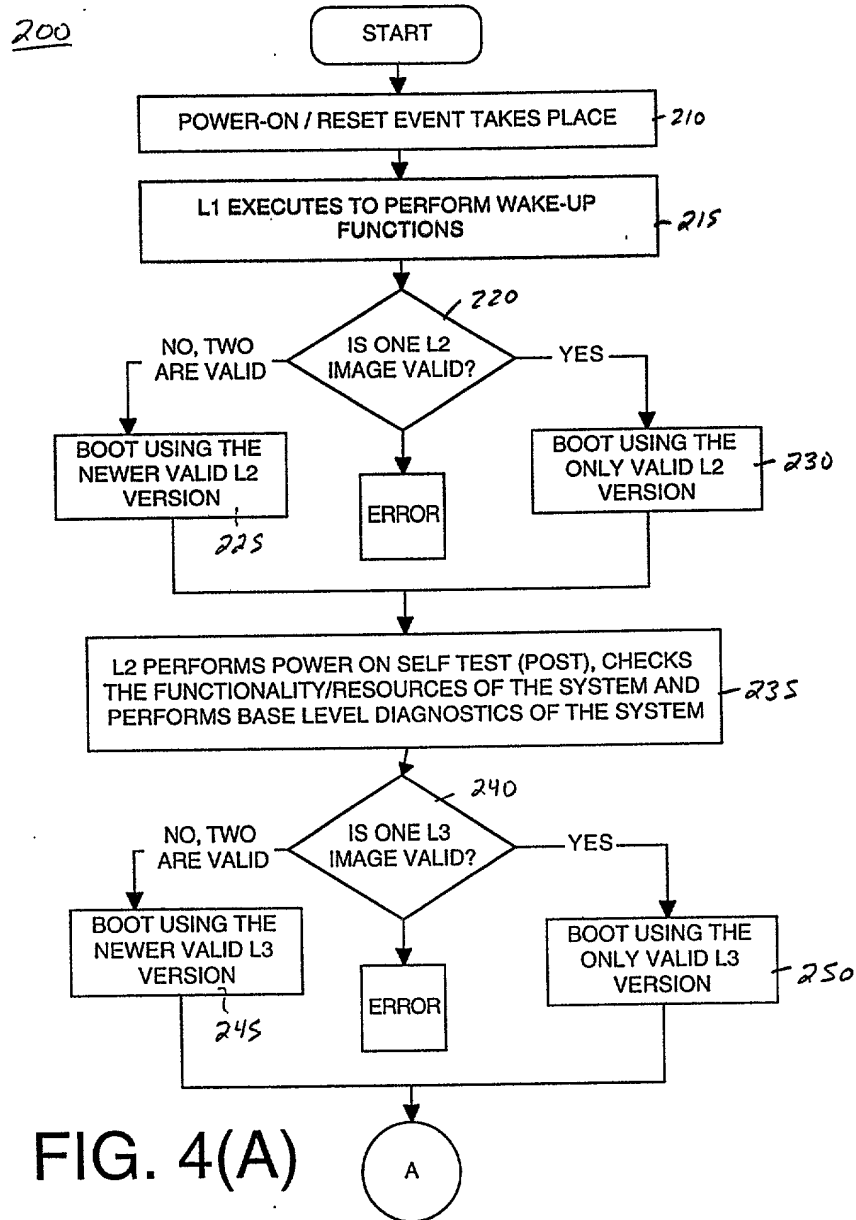 200
START
POWER-ON / RESET EVENT TAKES PLACE
210
L1 EXECUTES TO PERFORM WAKE-UP
FUNCTIONS
215
220
NO, TWO
ARE VALID
IS ONE L2
IMAGE VALID?
YES
BOOT USING THE
NEWER VALID L2
VERSION
225
ERROR
BOOT USING THE
ONLY VALID L2
VERSION
230
L2 PERFORMS POWER ON SELF TEST (POST), CHECKS
THE FUNCTIONALITY/RESOURCES OF THE SYSTEM AND
PERFORMS BASE LEVEL DIAGNOSTICS OF THE SYSTEM
235
240
NO, TWO
ARE VALID
IS ONE L3
IMAGE VALID?
YES
BOOT USING THE
NEWER VALID L3
VERSION
245
ERROR
BOOT USING THE
ONLY VALID L3
VERSION
250
FIG. 4(A)
A